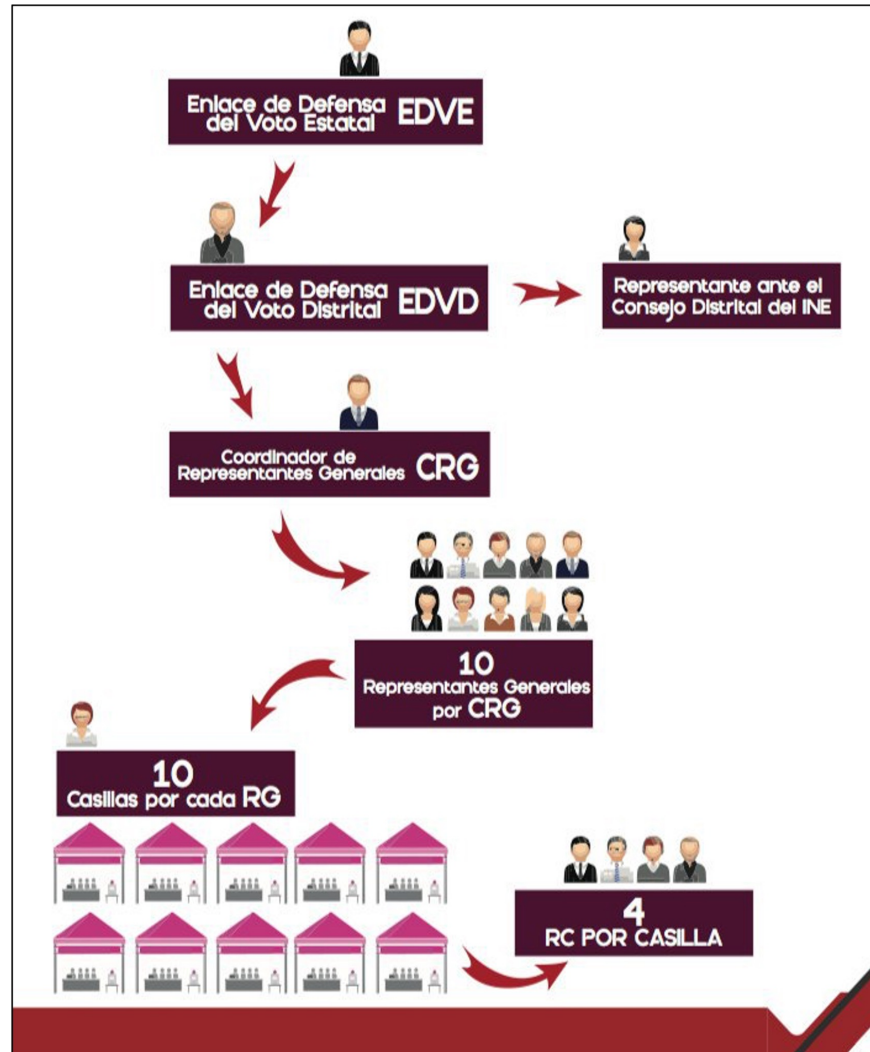 Enlace de Defensa
del Voto Estatal EDVE
Enlace de Defensa
del Voto Distrital EDVD
Representante ante el
Consejo Distrital del INE
Coordinador de
Representantes Generales CRG
10
Representantes Generales
por CRG
10
Casillas por cada RG
4
RC POR CASILLA